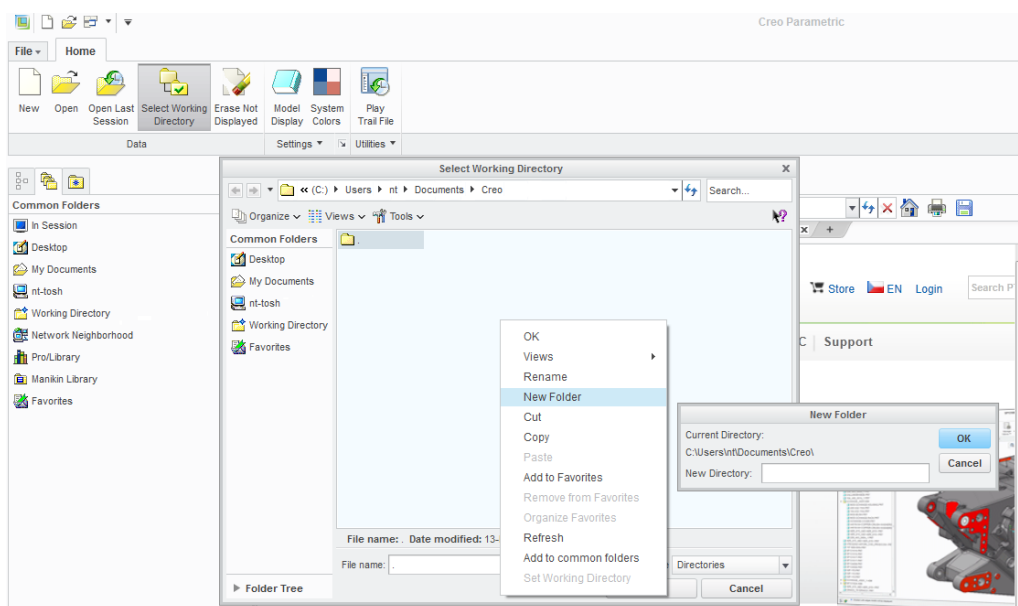 Creo Parametric
File
Home
New
Open
Open Last Session
Select Working Directory
Erase Not Displayed
Model Display
System Colors
Play Trail File
Data
Settings
Utilities
Common Folders
In Session
Desktop
My Documents
nt-tosh
Working Directory
Network Neighborhood
Pro/Library
Manikin Library
Favorites
Select Working Directory
« (C:) Users nt Documents Creo
Search...
Organize Views Tools
Common Folders
Desktop
My Documents
nt-tosh
Working Directory
Favorites
.
File name: . Date modified: 13-
File name: .
Directories
Folder Tree
Cancel
OK
Views
Rename
New Folder
Cut
Copy
Paste
Add to Favorites
Remove from Favorites
Organize Favorites
Refresh
Add to common folders
Set Working Directory
New Folder
Current Directory:
C:\Users\nt\Documents\Creo\
New Directory:
OK
Cancel
Store EN Login
Search P
C Support